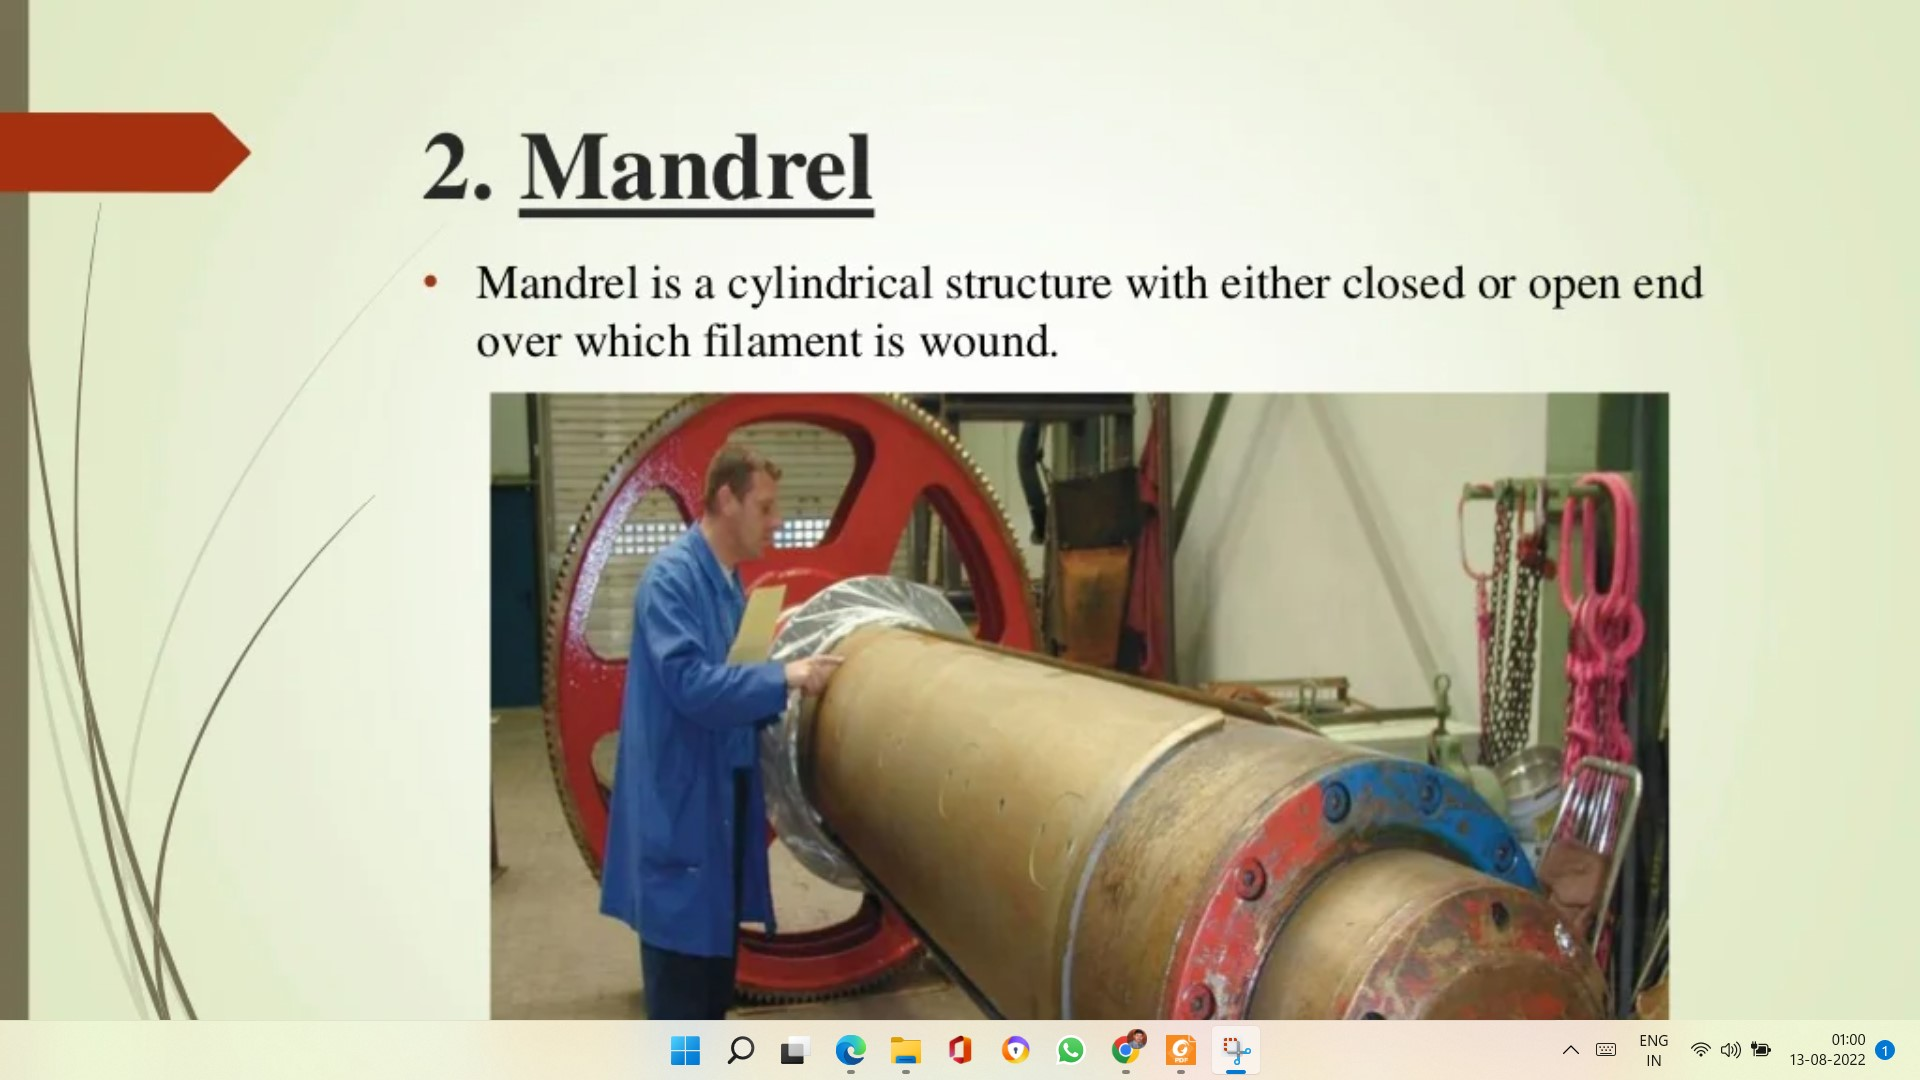 2. Mandrel
• Mandrel is a cylindrical structure with either closed or open end
over which filament is wound.
PDF
ENG
IN
01:00
13-08-2022
1